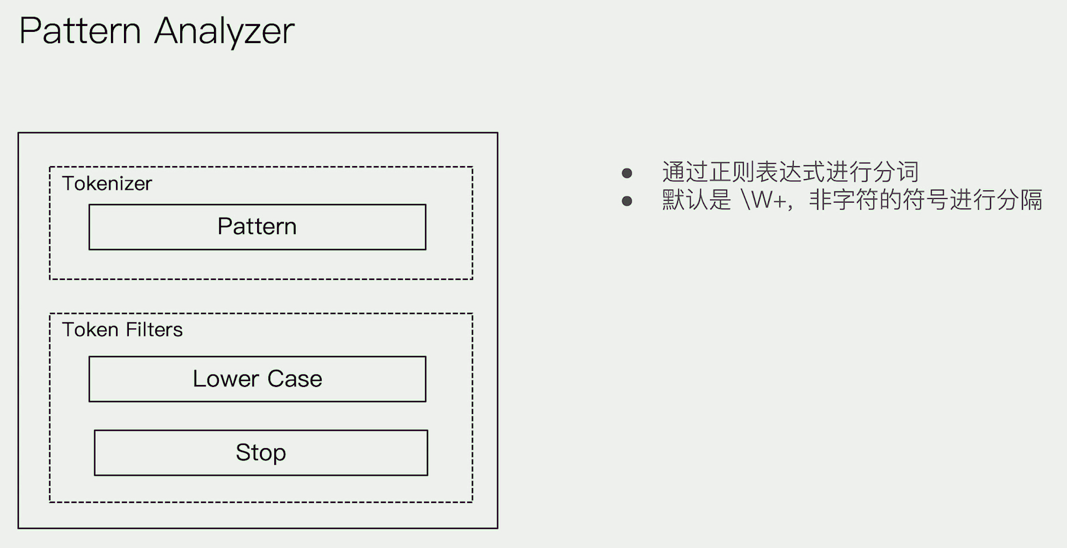 Pattern Analyzer
Tokenizer
Pattern
Token Filters
Lower Case
Stop
● 通过正则表达式进行分词
● 默认是 \W+，非字符的符号进行分隔